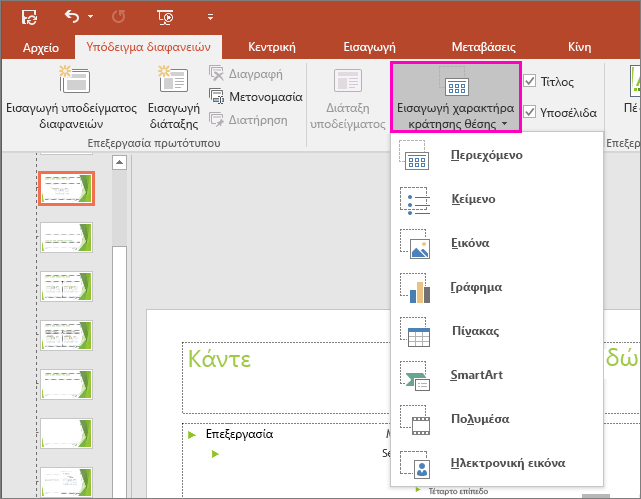 Αρχείο Υπόδειγμα διαφανειών Κεντρική Εισαγωγή Μεταβάσεις Κίνη
Εισαγωγή υποδείγματος διαφανειών
Εισαγωγή διάταξης
Διαγραφή
Μετονομασία
Διατήρηση
Επεξεργασία πρωτότυπου
Διάταξη υποδείγματος
Εισαγωγή χαρακτήρα κράτησης θέσης
Τίτλος
Υποσέλιδα
Πέ
Επεξερ
Περιεχόμενο
Κείμενο
Εικόνα
Γράφημα
Πίνακας
SmartArt
Πολυμέσα
Ηλεκτρονική εικόνα
Κάντε
δώ
Επεξεργασία
Se
Τέταρτο επίπεδο